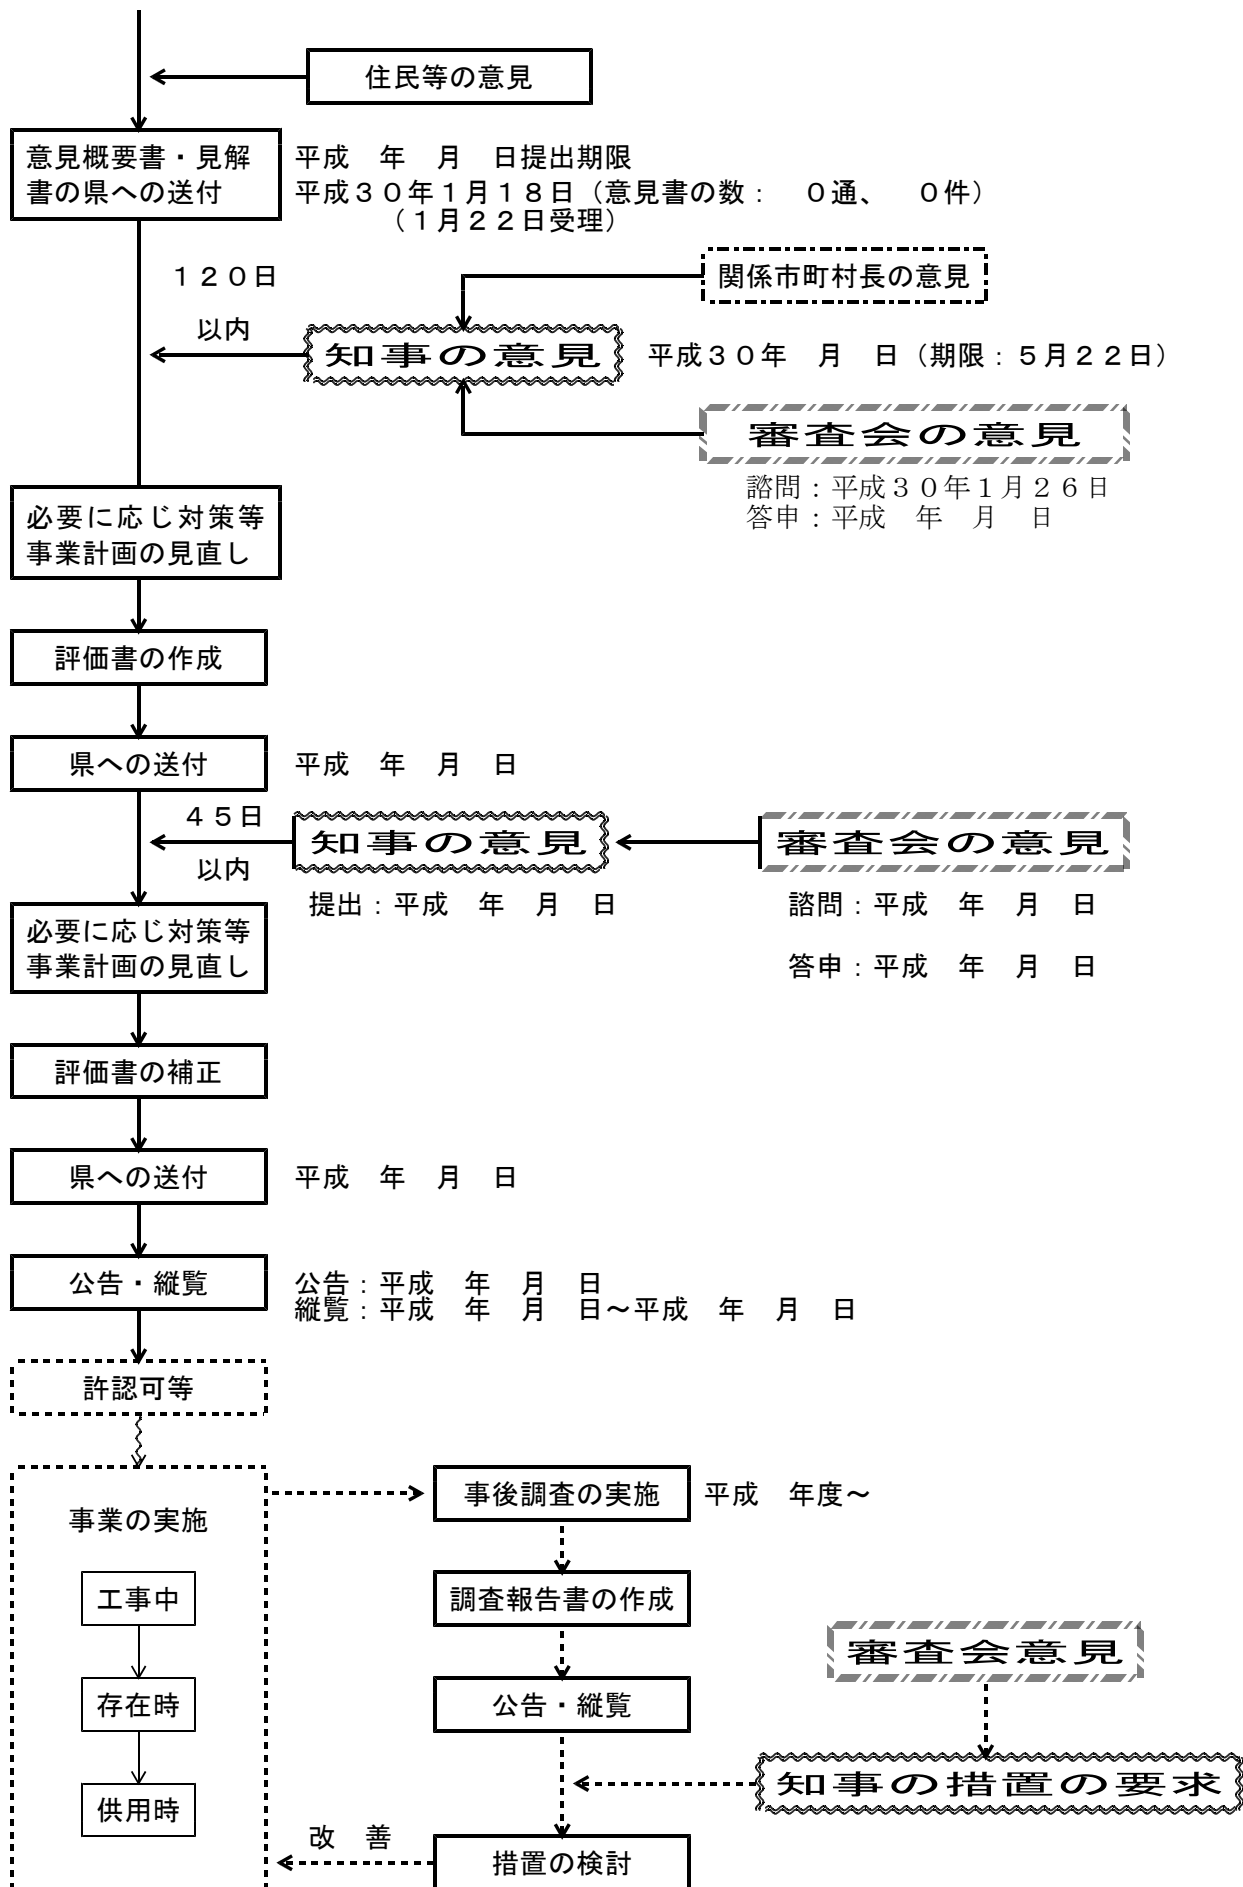 住民等の意見
意見概要書・見解
書の県への送付
平成　年　月　日提出期限
平成３０年１月１８日（意見書の数：　０通、　０件）
（１月２２日受理）
１２０日
以内
関係市町村長の意見
知事の意見
平成３０年　月　日（期限：５月２２日）
審査会の意見
諮問：平成３０年１月２６日
答申：平成　年　月　日
必要に応じ対策等
事業計画の見直し
評価書の作成
県への送付
平成　年　月　日
４５日
以内
知事の意見
審査会の意見
提出：平成　年　月　日
諮問：平成　年　月　日
答申：平成　年　月　日
必要に応じ対策等
事業計画の見直し
評価書の補正
県への送付
平成　年　月　日
公告・縦覧
公告：平成　年　月　日
縦覧：平成　年　月　日～平成　年　月　日
許認可等
事業の実施
工事中
存在時
供用時
事後調査の実施
平成　年度～
調査報告書の作成
公告・縦覧
審査会意見
知事の措置の要求
改　善
措置の検討